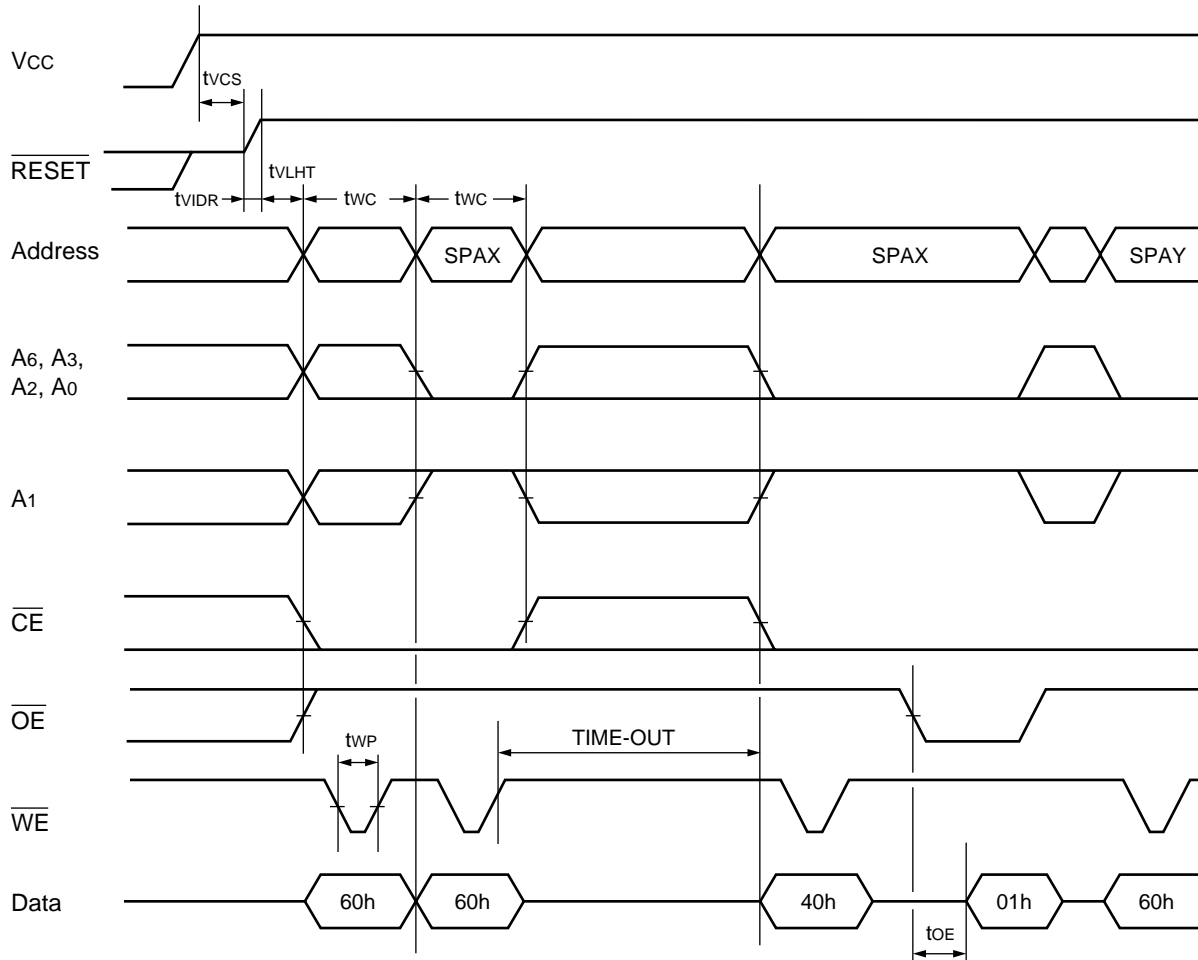 VCC
tVCS
RESET
tVLHT
tVIDR
tWC
tWC
Address
SPAX
SPAX
SPAY
A6, A3,
A2, A0
A1
CE
OE
tWP
TIME-OUT
WE
Data
60h
60h
40h
01h
60h
tOE